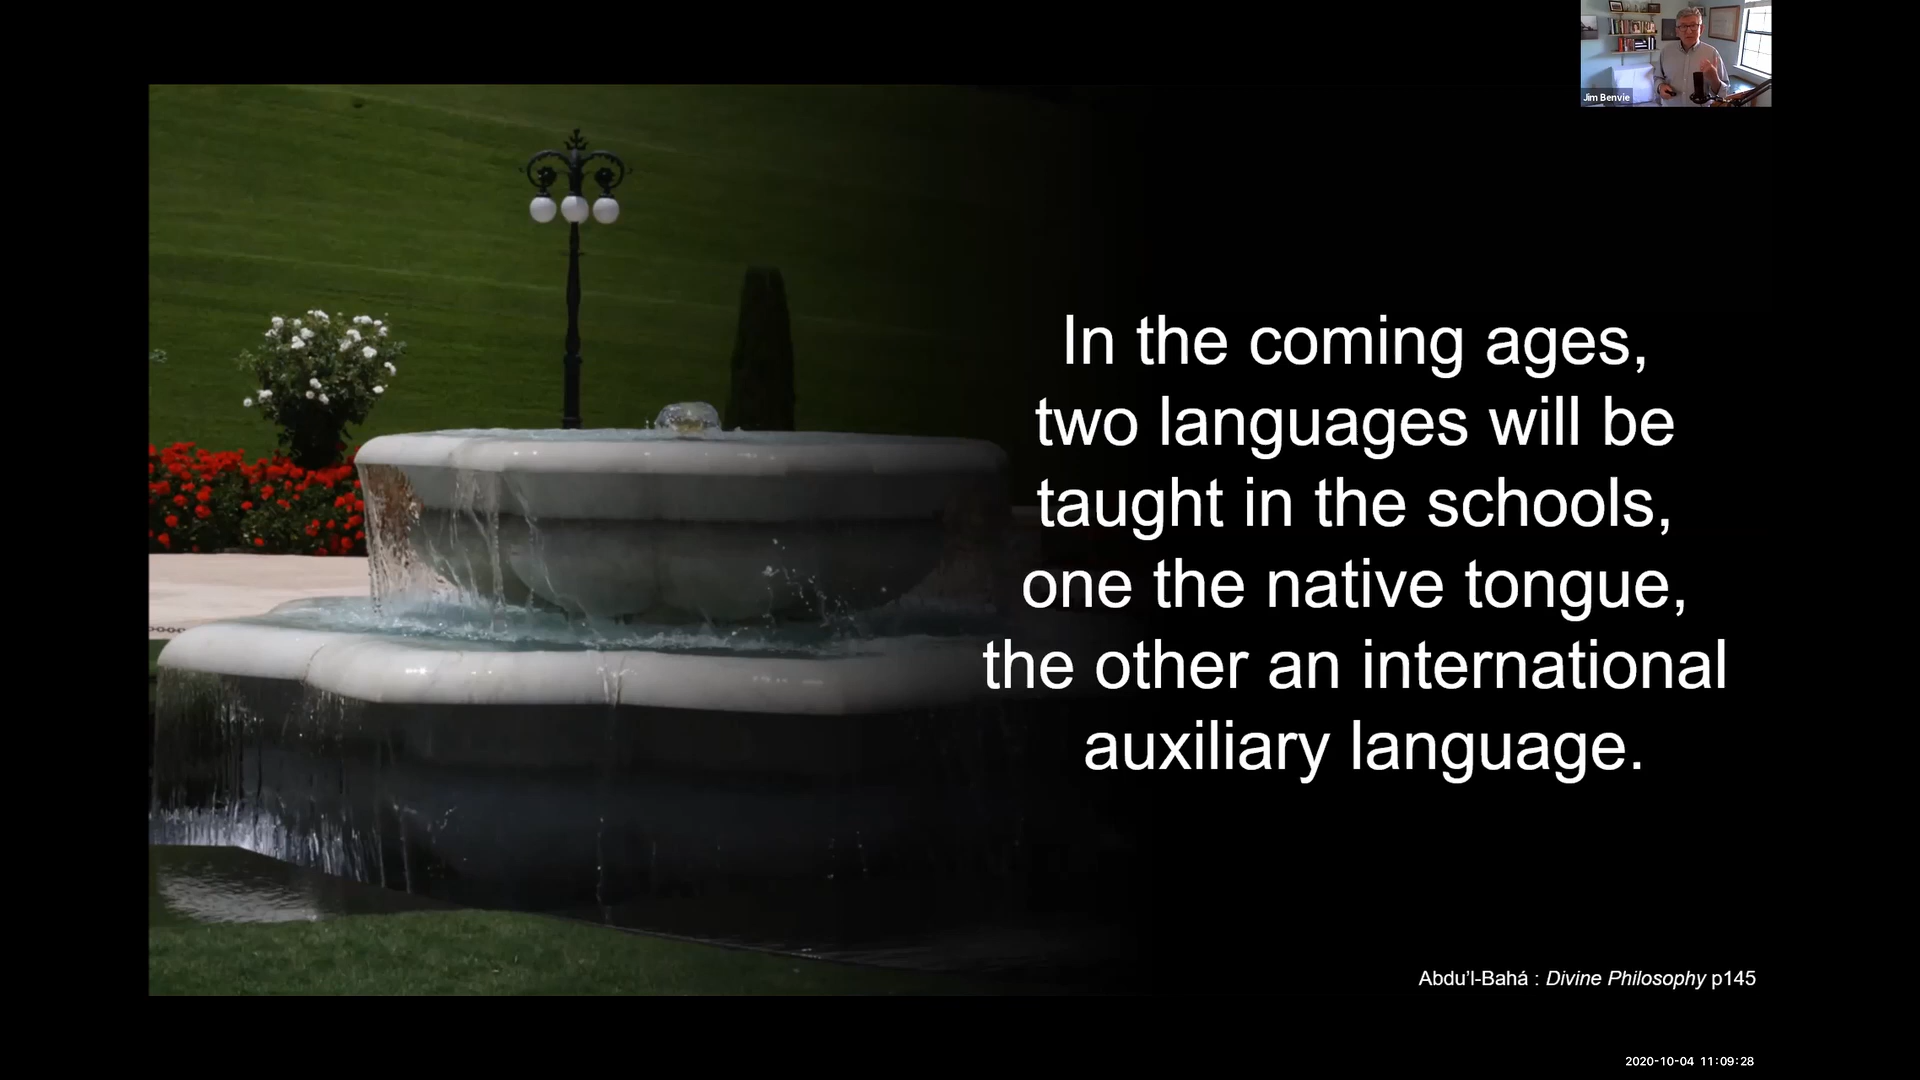 Jim Benvie
In the coming ages,
two languages will be
taught in the schools,
one the native tongue,
the other an international
auxiliary language.
Abdu’l-Bahá : Divine Philosophy p145
2020-10-04 11:09:28